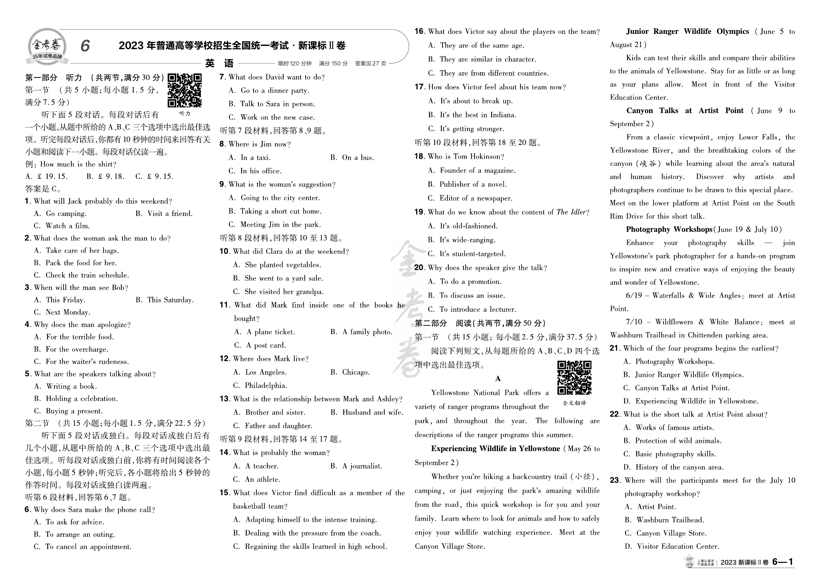 金考卷
历年试卷品牌
6
2023 年普通高等学校招生全国统一考试·新课标Ⅱ卷
英 语
限时 120 分钟 满分 150 分 答案见 27 页
第一部分 听力 (共两节,满分 30 分)
第一节 (共 5 小题;每小题 1. 5 分,
满分 7. 5 分)
听力
听下面 5 段对话。每段对话后有
一个小题,从题中所给的 A、B、C 三个选项中选出最佳选
项。听完每段对话后,你都有 10 秒钟的时间来回答有关
小题和阅读下一小题。每段对话仅读一遍。
例: How much is the shirt?
A. £ 19. 15. B. £ 9. 18. C. £ 9. 15.
答案是 C。
1. What will Jack probably do this weekend?
A. Go camping. B. Visit a friend.
C. Watch a film.
2. What does the woman ask the man to do?
A. Take care of her bags.
B. Pack the food for her.
C. Check the train schedule.
3. When will the man see Bob?
A. This Friday. B. This Saturday.
C. Next Monday.
4. Why does the man apologize?
A. For the terrible food.
B. For the overcharge.
C. For the waiter's rudeness.
5. What are the speakers talking about?
A. Writing a book.
B. Holding a celebration.
C. Buying a present.
第二节 (共 15 小题;每小题 1. 5 分,满分 22. 5 分)
听下面 5 段对话或独白。每段对话或独白后有
几个小题,从题中所给的 A、B、C 三个选项中选出最
佳选项。听每段对话或独白前,你将有时间阅读各个
小题,每小题 5 秒钟;听完后,各小题将给出 5 秒钟的
作答时间。每段对话或独白读两遍。
听第 6 段材料,回答第 6、7 题。
6. Why does Sara make the phone call?
A. To ask for advice.
B. To arrange an outing.
C. To cancel an appointment.
7. What does David want to do?
A. Go to a dinner party.
B. Talk to Sara in person.
C. Work on the new case.
听第 7 段材料,回答第 8、9 题。
8. Where is Jim now?
A. In a taxi. B. On a bus.
C. In his office.
9. What is the woman's suggestion?
A. Going to the city center.
B. Taking a short cut home.
C. Meeting Jim in the park.
听第 8 段材料,回答第 10 至 13 题。
10. What did Clara do at the weekend?
A. She planted vegetables.
B. She went to a yard sale.
C. She visited her grandpa.
11. What did Mark find inside one of the books he
bought?
A. A plane ticket. B. A family photo.
C. A post card.
12. Where does Mark live?
A. Los Angeles. B. Chicago.
C. Philadelphia.
13. What is the relationship between Mark and Ashley?
A. Brother and sister. B. Husband and wife.
C. Father and daughter.
听第 9 段材料,回答第 14 至 17 题。
14. What is probably the woman?
A. A teacher. B. A journalist.
C. An athlete.
15. What does Victor find difficult as a member of the
basketball team?
A. Adapting himself to the intense training.
B. Dealing with the pressure from the coach.
C. Regaining the skills learned in high school.
16. What does Victor say about the players on the team?
A. They are of the same age.
B. They are similar in character.
C. They are from different countries.
17. How does Victor feel about his team now?
A. It's about to break up.
B. It's the best in Indiana.
C. It's getting stronger.
听第 10 段材料,回答第 18 至 20 题。
18. Who is Tom Hokinson?
A. Founder of a magazine.
B. Publisher of a novel.
C. Editor of a newspaper.
19. What do we know about the content of The Idler?
A. It's old-fashioned.
B. It's wide-ranging.
C. It's student-targeted.
20. Why does the speaker give the talk?
A. To do a promotion.
B. To discuss an issue.
C. To introduce a lecturer.
第二部分 阅读(共两节,满分 50 分)
第一节 (共 15 小题;每小题 2. 5 分,满分 37. 5 分)
阅读下列短文,从每题所给的 A、B、C、D 四个选
项中选出最佳选项。
A
全文翻译
Yellowstone National Park offers a
variety of ranger programs throughout the
park, and throughout the year. The following are
descriptions of the ranger programs this summer.
Experiencing Wildlife in Yellowstone (May 26 to
September 2)
Whether you're hiking a backcountry trail (小径),
camping, or just enjoying the park's amazing wildlife
from the road, this quick workshop is for you and your
family. Learn where to look for animals and how to safely
enjoy your wildlife watching experience. Meet at the
Canyon Village Store.
Junior Ranger Wildlife Olympics (June 5 to
August 21)
Kids can test their skills and compare their abilities
to the animals of Yellowstone. Stay for as little or as long
as your plans allow. Meet in front of the Visitor
Education Center.
Canyon Talks at Artist Point (June 9 to
September 2)
From a classic viewpoint, enjoy Lower Falls, the
Yellowstone River, and the breathtaking colors of the
canyon (峡谷) while learning about the area's natural
and human history. Discover why artists and
photographers continue to be drawn to this special place.
Meet on the lower platform at Artist Point on the South
Rim Drive for this short talk.
Photography Workshops(June 19 & July 10)
Enhance your photography skills — join
Yellowstone's park photographer for a hands-on program
to inspire new and creative ways of enjoying the beauty
and wonder of Yellowstone.
6/19 – Waterfalls & Wide Angles: meet at Artist
Point.
7/10 – Wildflowers & White Balance: meet at
Washburn Trailhead in Chittenden parking area.
21. Which of the four programs begins the earliest?
A. Photography Workshops.
B. Junior Ranger Wildlife Olympics.
C. Canyon Talks at Artist Point.
D. Experiencing Wildlife in Yellowstone.
22. What is the short talk at Artist Point about?
A. Works of famous artists.
B. Protection of wild animals.
C. Basic photography skills.
D. History of the canyon area.
23. Where will the participants meet for the July 10
photography workshop?
A. Artist Point.
B. Washburn Trailhead.
C. Canyon Village Store.
D. Visitor Education Center.
金考卷
2023 新课标Ⅱ卷 6—1